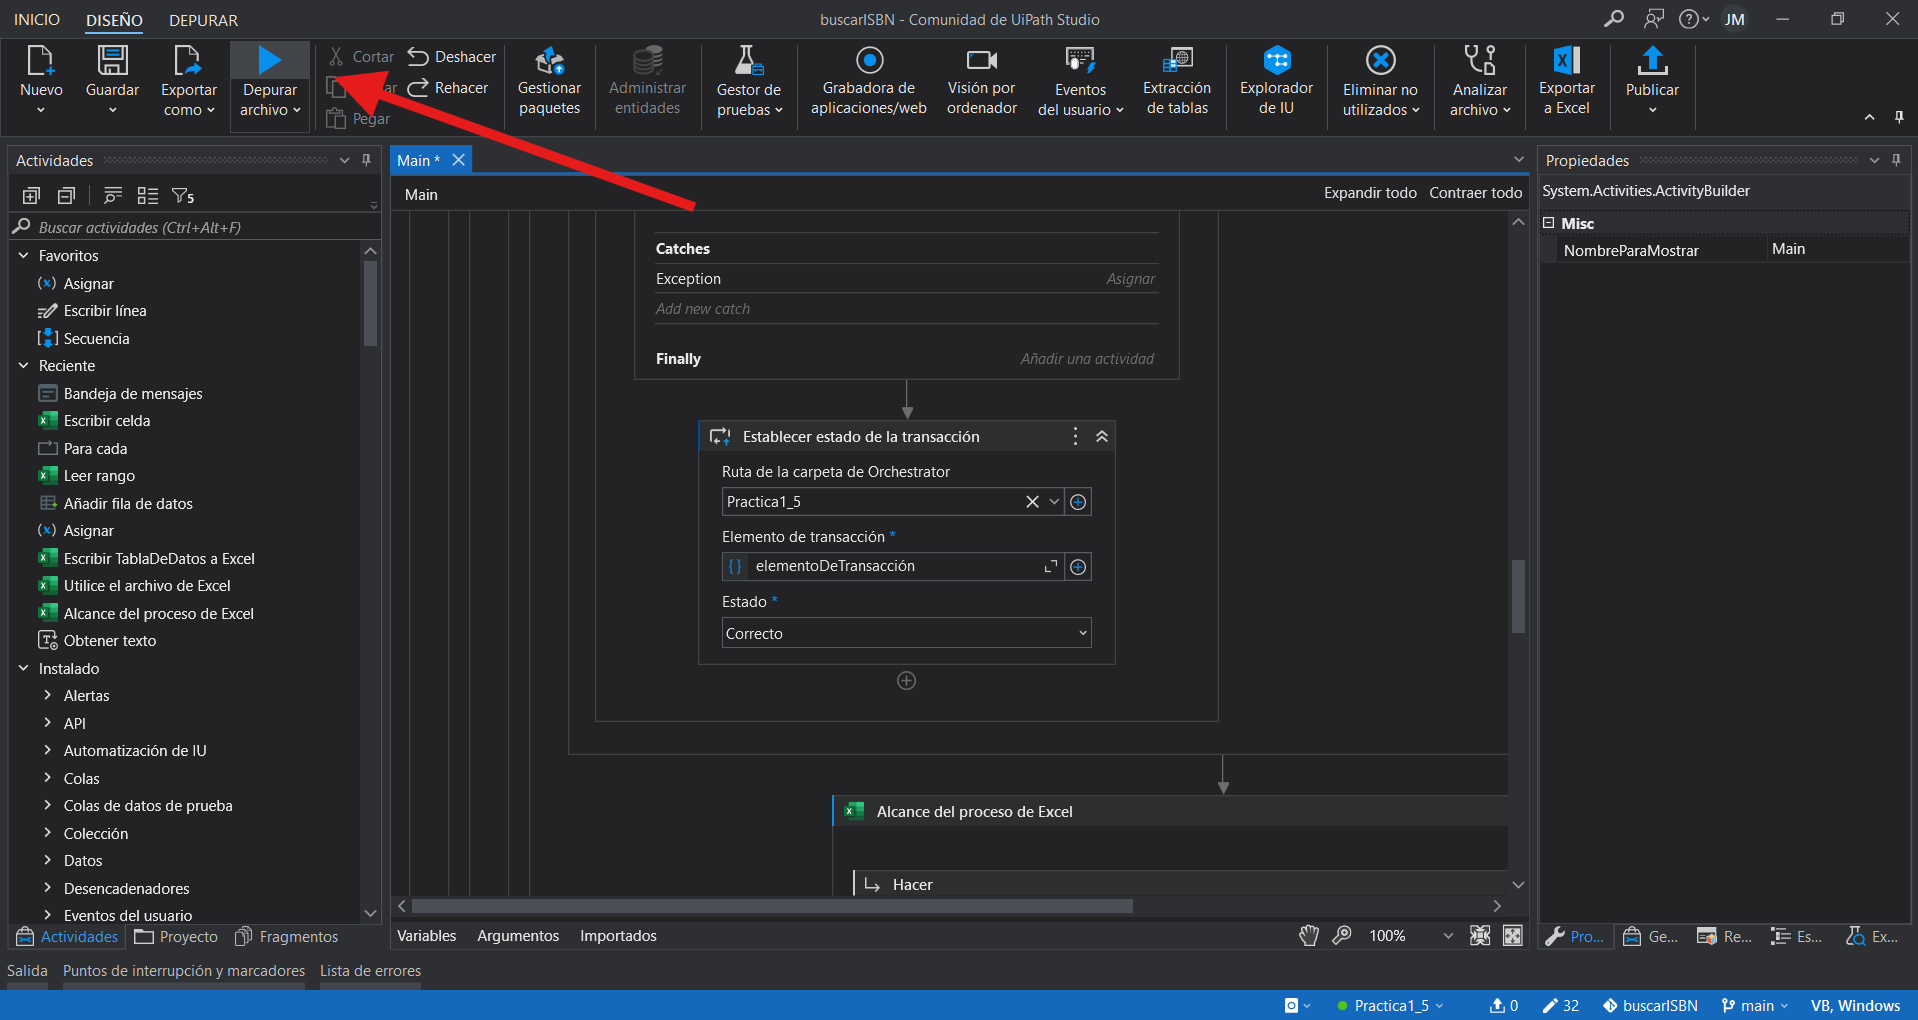 INICIO DISEÑO DEPURAR
buscarISBN - Comunidad de UiPath Studio
JM
Nuevo
Guardar
Exportar
como
Depurar
archivo
Cortar
Pegar
Deshacer
Rehacer
Gestionar
paquetes
Administrar
entidades
Gestor de
pruebas
Grabadora de
aplicaciones/web
Visión por
ordenador
Eventos
del usuario
Extracción
de tablas
Explorador
de IU
Eliminar no
utilizados
Analizar
archivo
Exportar
a Excel
Publicar
Actividades
5
Buscar actividades (Ctrl+Alt+F)
Favoritos
Asignar
Escribir línea
Secuencia
Reciente
Bandeja de mensajes
Escribir celda
Para cada
Leer rango
Añadir fila de datos
Asignar
Escribir TablaDeDatos a Excel
Utilice el archivo de Excel
Alcance del proceso de Excel
Obtener texto
Instalado
Alertas
API
Automatización de IU
Colas
Colas de datos de prueba
Colección
Datos
Desencadenadores
Eventos del usuario
Actividades Proyecto Fragmentos
Main *
Main
Expandir todo Contraer todo
Catches
Exception Asignar
Add new catch
Finally Añadir una actividad
Establecer estado de la transacción
Ruta de la carpeta de Orchestrator
Practica1_5
Elemento de transacción *
elementoDeTransacción
Estado *
Correcto
Alcance del proceso de Excel
Hacer
Variables Argumentos Importados
100%
Propiedades
System.Activities.ActivityBuilder
Misc
NombreParaMostrar Main
Pro... Ge... Re... Es... Ex...
Salida Puntos de interrupción y marcadores Lista de errores
Practica1_5 0 32 buscarISBN main VB, Windows